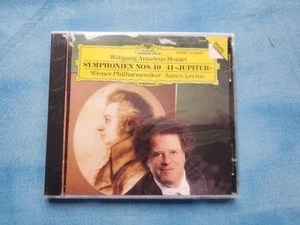 Wolfgang Amadeus Mozart
SYMPHONIEN NOS. 40 · 41 »JUPITER«
Wiener Philharmoniker · James Levine